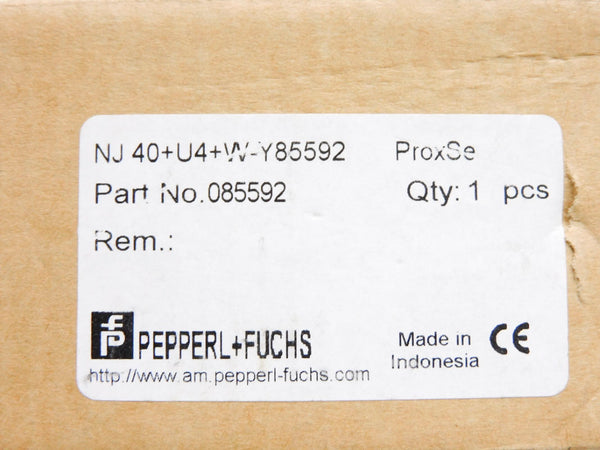 NJ 40+U4+W-Y85592 ProxSe
Part No.085592 Qty: 1 pcs
Rem.:
PEPPERL+FUCHS
Made in
Indonesia
CE
http://www.am.pepperl-fuchs.com